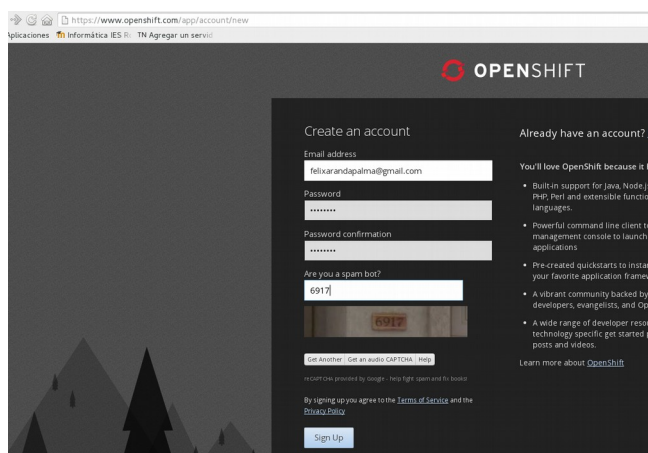 https://www.openshift.com/app/account/new
Aplicaciones Informática IES R TN Agregar un servid
OPENSHIFT
Create an account
Email address
felixarandapalma@gmail.com
Password
••••••••
Password confirmation
••••••••
Are you a spam bot?
6917
6917
Get Another Get an audio CAPTCHA Help
reCAPTCHA provided by Google - help fight spam and fix books!
By signing up you agree to the Terms of Service and the
Privacy Policy
Sign Up
Already have an account?
You'll love OpenShift because it
• Built-in support for Java, Node.j
PHP, Perl and extensible functio
languages.
• Powerful command line client t
management console to launch
applications
• Pre-created quickstarts to insta
your favorite application frame
• A vibrant community backed by
developers, evangelists, and Op
• A wide range of developer reso
technology specific get started
posts and videos.
Learn more about OpenShift